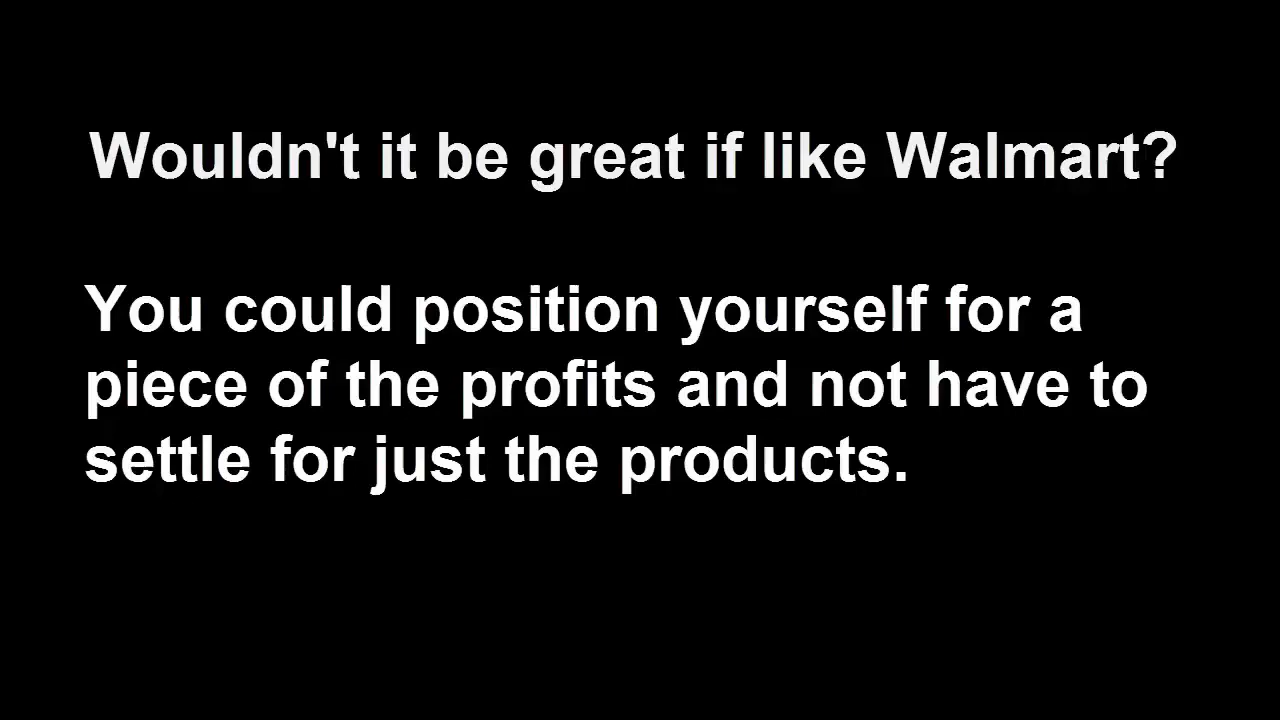 Wouldn't it be great if like Walmart?
You could position yourself for a
piece of the profits and not have to
settle for just the products.